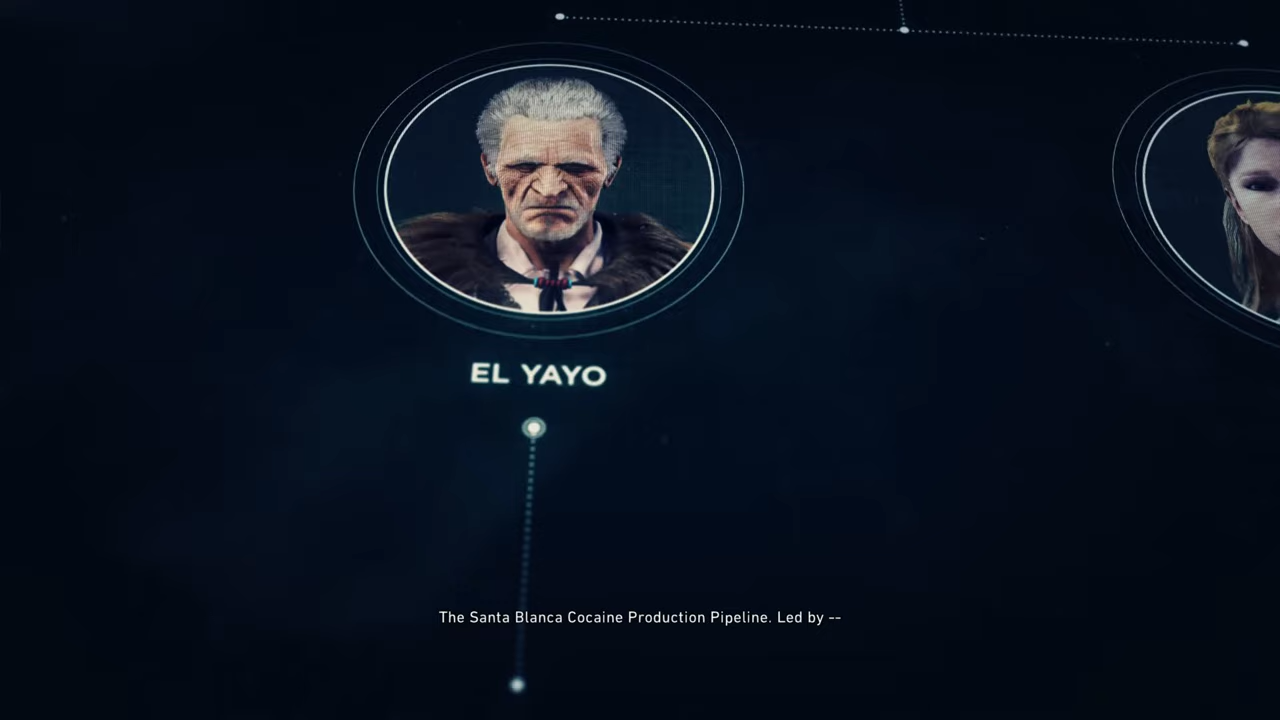 EL YAYO
The Santa Blanca Cocaine Production Pipeline. Led by --